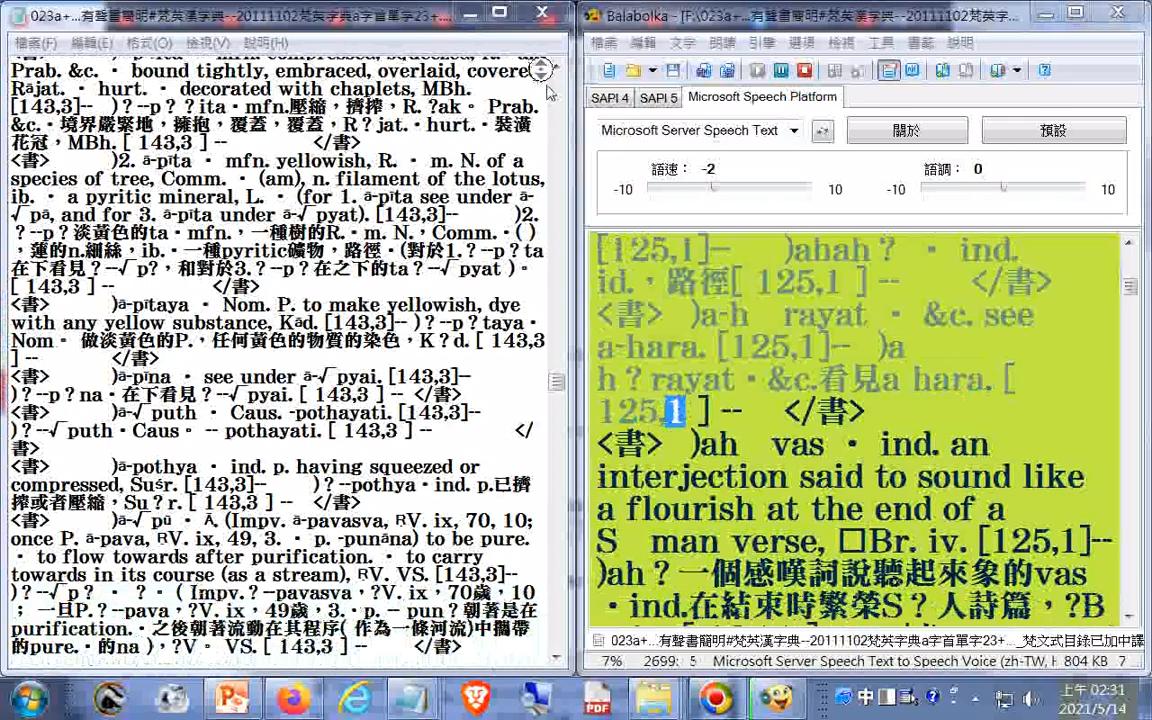 023a+...有聲書簡明#梵英漢字典--20111102梵英字典a字首單字23+...
檔案(F) 編輯(E) 格式(O) 檢視(V) 說明(H)
Prab. &c. · bound tightly, embraced, overlaid, covere
Rājat. · hurt. · decorated with chaplets, MBh.
[143,3]-- )?--p??ita · mfn.壓縮，擠搾，R. ?ak。 Prab.
&c.·境界嚴緊地，擁抱，覆蓋，覆蓋，R？jat.·hurt.·裝潢
花冠，MBh. [ 143,3 ] -- </書>
<書> )2. ā-pīta · mfn. yellowish, R. · m. N. of a
species of tree, Comm. · (am), n. filament of the lotus,
ib. · a pyritic mineral, L. · (for 1. ā-pīta see under ā-
√pā, and for 3. ā-pīta under ā-√pyat). [143,3]-- )2.
?--p?淡黃色的ta·mfn.，一種樹的R.·m. N.，Comm.·( )
，蓮的n.細絲，ib.·一種pyritic礦物，路徑·(對於1.?--p?ta
在下看見？--√p?，和對於3.?--p?在之下的ta？--√pyat )。
[ 143,3 ] -- </書>
<書> )ā-pītaya · Nom. P. to make yellowish, dye
with any yellow substance, Kād. [143,3]--)?--p?taya·
Nom。 做淡黃色的P.，任何黃色的物質的染色，K？d. [ 143,3
] -- </書>
<書> )ā-pīna · see under ā-√pyai. [143,3]--
)?--p?na·在下看見？--√pyai. [ 143,3 ] -- </書>
<書> )ā-√puth · Caus. -pothayati. [143,3]--
)?--√puth·Caus。 -- pothayati. [ 143,3 ] -- </
書>
<書> )ā-pothya · ind. p. having squeezed or
compressed, Suśr. [143,3]-- )?--pothya·ind. p.已擠
搾或者壓縮，Su？r. [ 143,3 ] -- </書>
<書> )ā-√pū · Ā. (Impv. ā-pavasva, RV. ix, 70, 10;
once P. ā-pava, RV. ix, 49, 3. · p. -punāna) to be pure.
· to flow towards after purification. · to carry
towards in its course (as a stream), RV. VS. [143,3]--
)?--√p?·？·( Impv.？--pavasva，?V. ix，70歲，10
；一旦P.？--pava，?V. ix，49歲，3.·p. -- pun？朝著是在
purification.·之後朝著流動在其程序( 作為一條河流)中攜帶
的pure.·的na )，?V。 VS. [ 143,3 ] -- </書>
Balabolka - [F:\023a+...有聲書簡明#梵英漢字典--20111102梵英字...
檔案 編輯 文字 朗讀 引擎 選項 檢視 工具 書籤 說明
SAPI 4 SAPI 5 Microsoft Speech Platform
Microsoft Server Speech Text 關於 預設
語速： -2 語調： 0
-10 10 -10 10
[125,1]-- )ahah？ · ind.
id.，路徑[ 125,1 ] -- </書>
<書> )a-h rayat · &c. see
a-hara. [125,1]-- )a
h？rayat·&c.看見a hara. [
125,1 ] -- </書>
<書> )ah vas · ind. an
interjection said to sound like
a flourish at the end of a
S man verse, □Br. iv. [125,1]--
)ah？一個感嘆詞說聽起來象的vas
·ind.在結束時繁榮S？人詩篇，?B
023a+...有聲書簡明#梵英漢字典--20111102梵英字典a字首單字23+..._梵文式目錄已加中譯
7% 2699: 5 Microsoft Server Speech Text to Speech Voice (zh-TW, H 804 KB 7
PDF 中 上午 02:31
2021/5/14